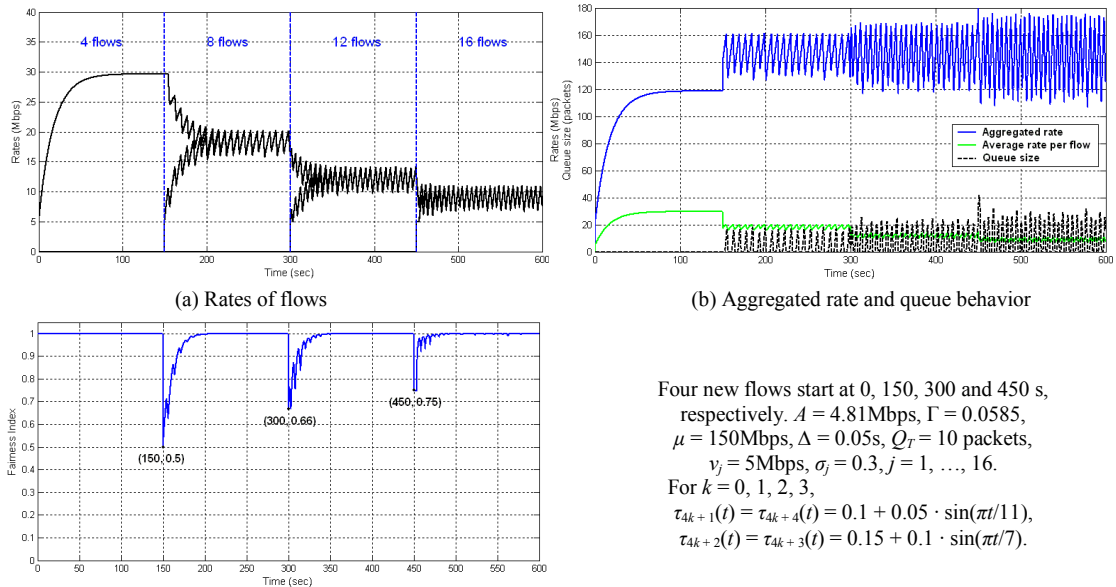 40
35
30
25
20
15
10
5
0
Rates (Mbps)
4 flows
8 flows
12 flows
16 flows
0 50 100 150 200 250 300 350 400 450 500 550 600
Time (sec)
(a) Rates of flows
180
160
140
120
100
80
60
40
20
0
Rates (Mbps)
Queue size (packets)
Aggregated rate
Average rate per flow
Queue size
0 100 200 300 400 500 600
Time (sec)
(b) Aggregated rate and queue behavior
1
0.9
0.8
0.7
0.6
0.5
0.4
0.3
0.2
0.1
0
Fairness Index
(150, 0.5)
(300, 0.66)
(450, 0.75)
0 50 100 150 200 250 300 350 400 450 500 550 600
Time (sec)
Four new flows start at 0, 150, 300 and 450 s,
respectively. A = 4.81Mbps, Γ = 0.0585,
μ = 150Mbps, Δ = 0.05s, Q_T = 10 packets,
v_j = 5Mbps, σ_j = 0.3, j = 1, …, 16.
For k = 0, 1, 2, 3,
τ_{4k + 1}(t) = τ_{4k + 4}(t) = 0.1 + 0.05 · sin(πt/11),
τ_{4k + 2}(t) = τ_{4k + 3}(t) = 0.15 + 0.1 · sin(πt/7).